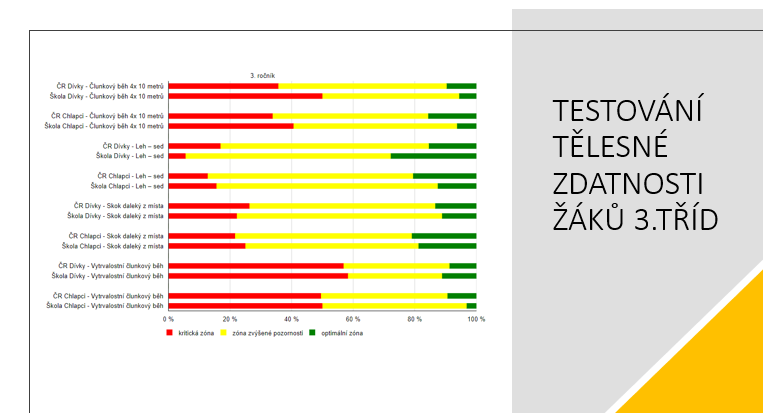 3. ročník
ČR Dívky - Člunkový běh 4x 10 metrů
Škola Dívky - Člunkový běh 4x 10 metrů
ČR Chlapci - Člunkový běh 4x 10 metrů
Škola Chlapci - Člunkový běh 4x 10 metrů
ČR Dívky - Leh – sed
Škola Dívky - Leh – sed
ČR Chlapci - Leh – sed
Škola Chlapci - Leh – sed
ČR Dívky - Skok daleký z místa
Škola Dívky - Skok daleký z místa
ČR Chlapci - Skok daleký z místa
Škola Chlapci - Skok daleký z místa
ČR Dívky - Vytrvalostní člunkový běh
Škola Dívky - Vytrvalostní člunkový běh
ČR Chlapci - Vytrvalostní člunkový běh
Škola Chlapci - Vytrvalostní člunkový běh
0 % 20 % 40 % 60 % 80 % 100 %
kritická zóna zóna zvýšené pozornosti optimální zóna
TESTOVÁNÍ
TĚLESNÉ
ZDATNOSTI
ŽÁKŮ 3.TŘÍD